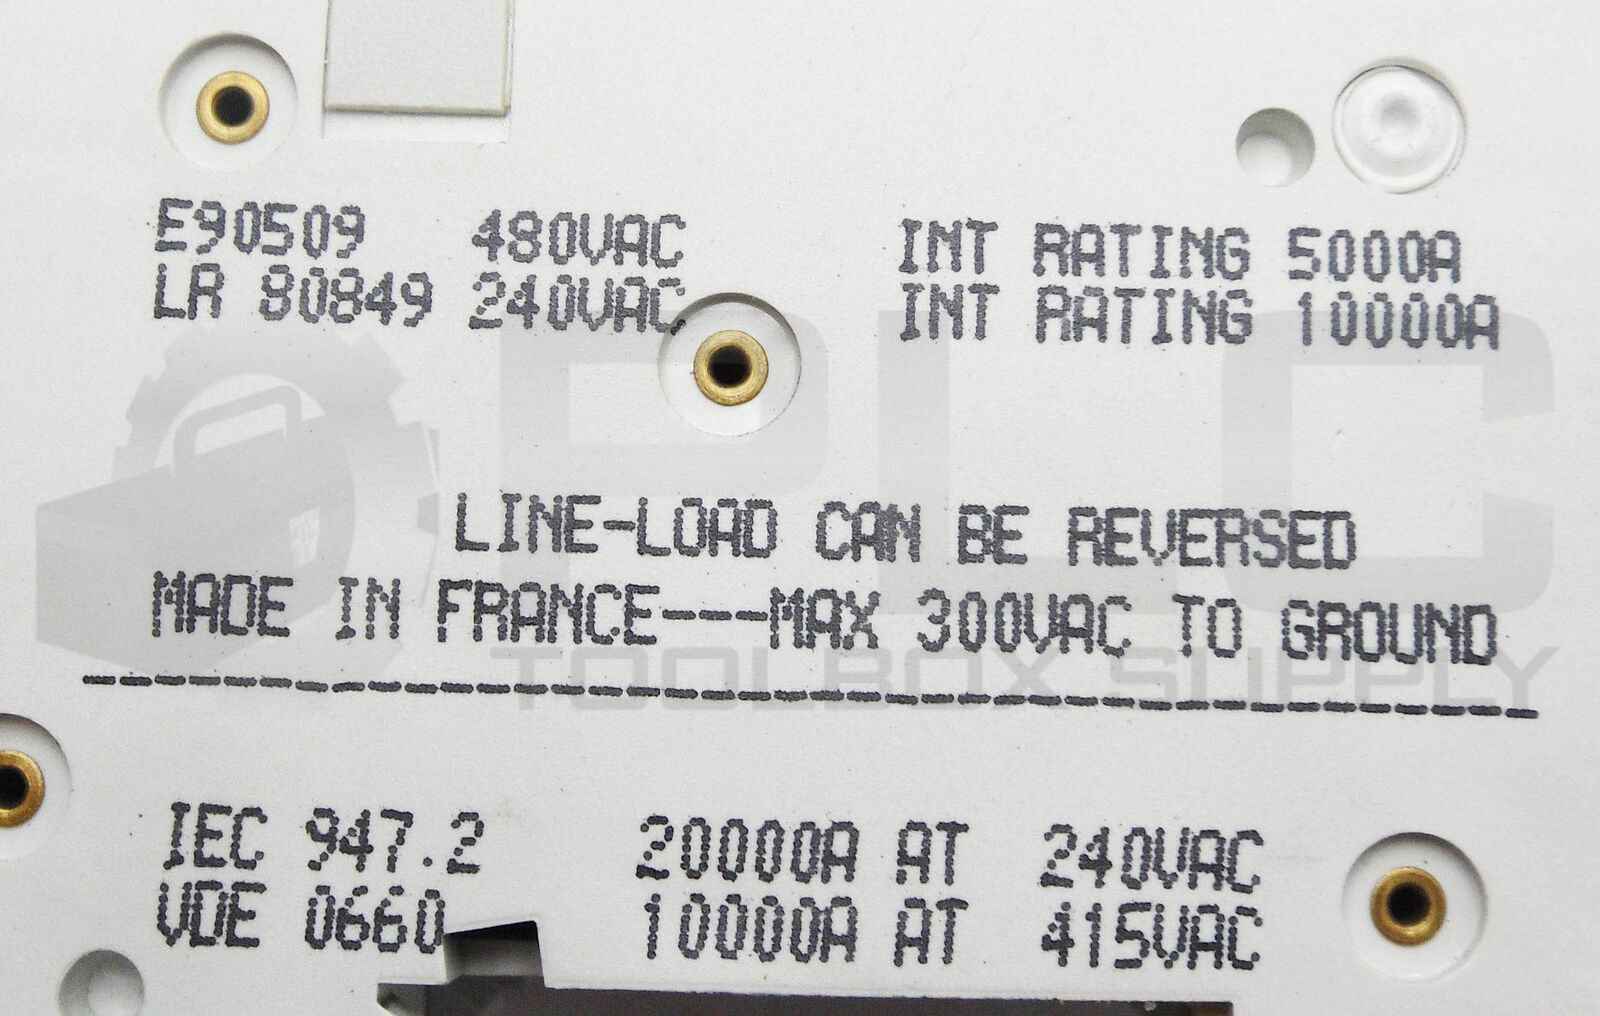 E90509 480VAC INT RATING 5000A
LR 80849 240VAC INT RATING 10000A
LINE-LOAD CAN BE REVERSED
MADE IN FRANCE---MAX 300VAC TO GROUND
IEC 947.2 20000A AT 240VAC
VDE 0660 10000A AT 415VAC
PLC
TOOLBOX SUPPLY